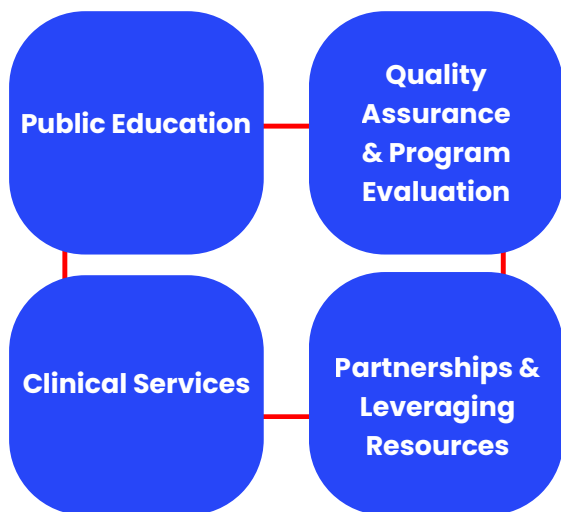 Public Education
Quality
Assurance
& Program
Evaluation
Clinical Services
Partnerships &
Leveraging
Resources